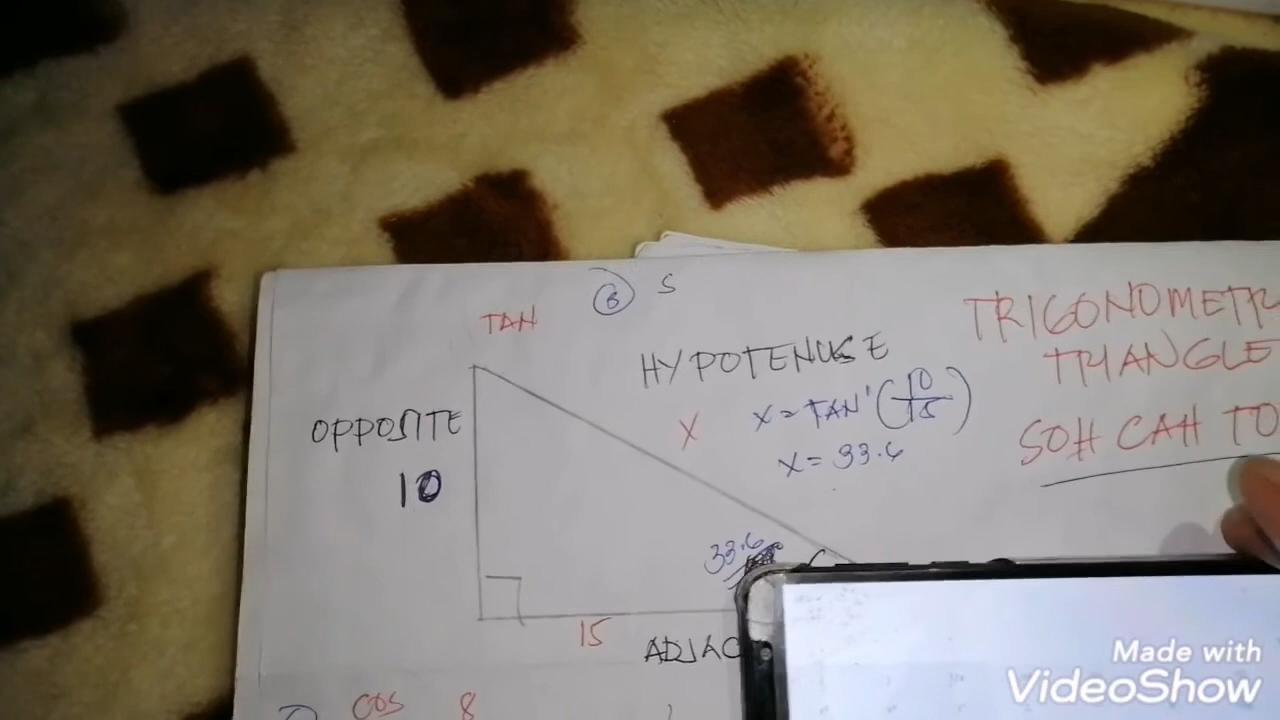 TAN
6 S
TRIGONOMETR
TRIANGLE
SOH CAH TO
HYPOTENUSE
OPPOSITE
10
X
X = TAN' (10/15)
X = 33.6
33.6
15
ADJAC
COS 8
Made with
VideoShow